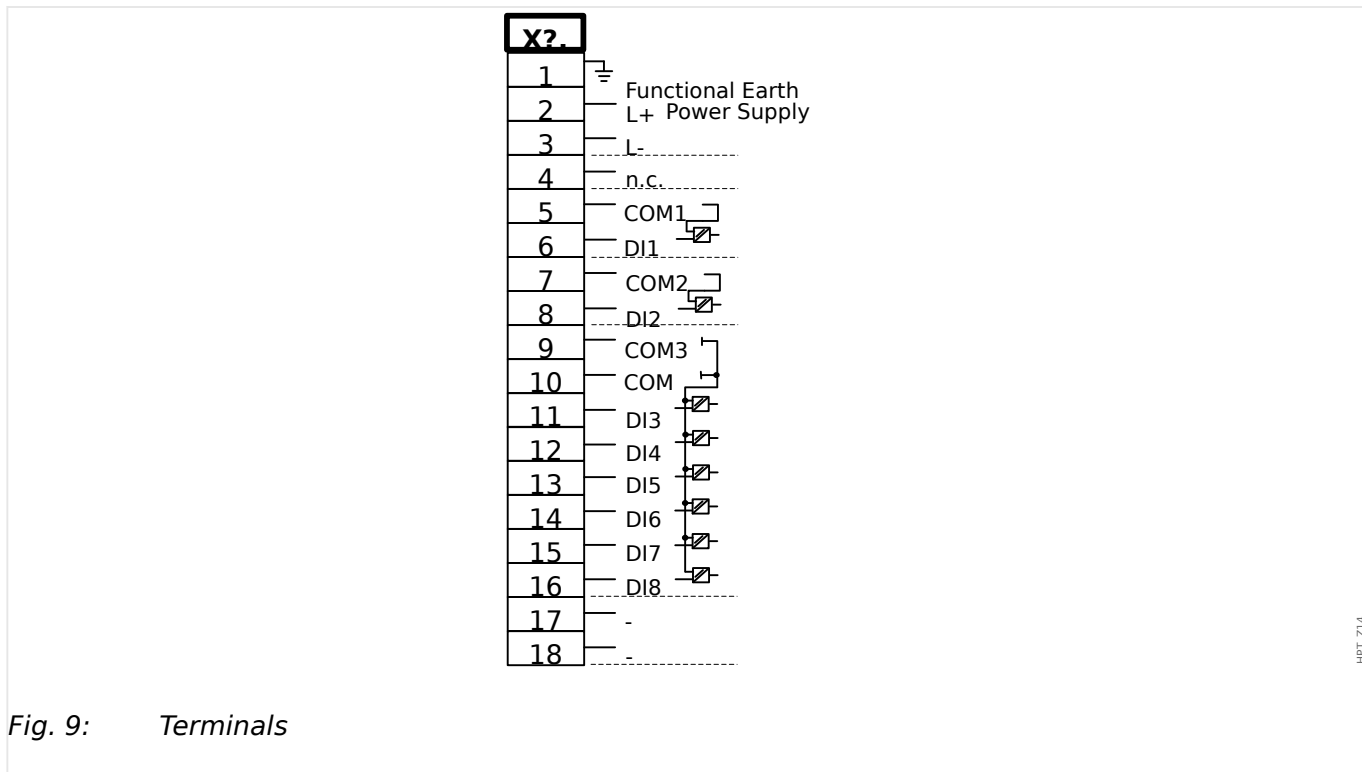 X?.
1
Functional Earth
2 L+ Power Supply
3 L-
4 n.c.
5 COM1
6 DI1
7 COM2
8 DI2
9 COM3
10 COM
11 DI3
12 DI4
13 DI5
14 DI6
15 DI7
16 DI8
17 -
18 -
HPT_Z14
Fig. 9: Terminals